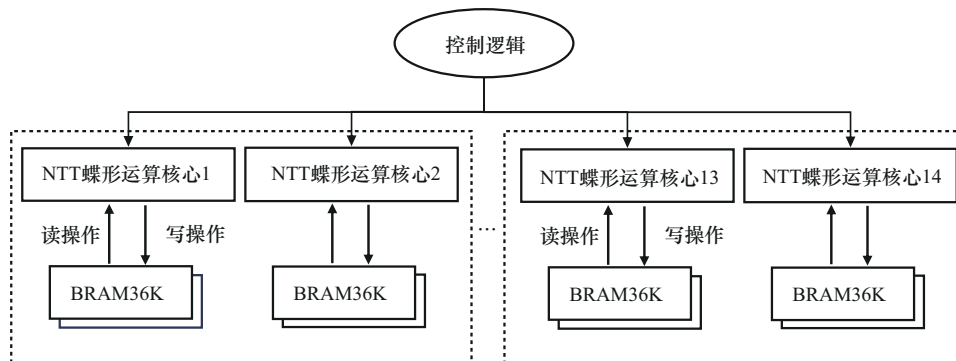 控制逻辑
NTT蝶形运算核心1
NTT蝶形运算核心2
NTT蝶形运算核心13
NTT蝶形运算核心14
读操作
写操作
...
读操作
写操作
BRAM36K
BRAM36K
BRAM36K
BRAM36K